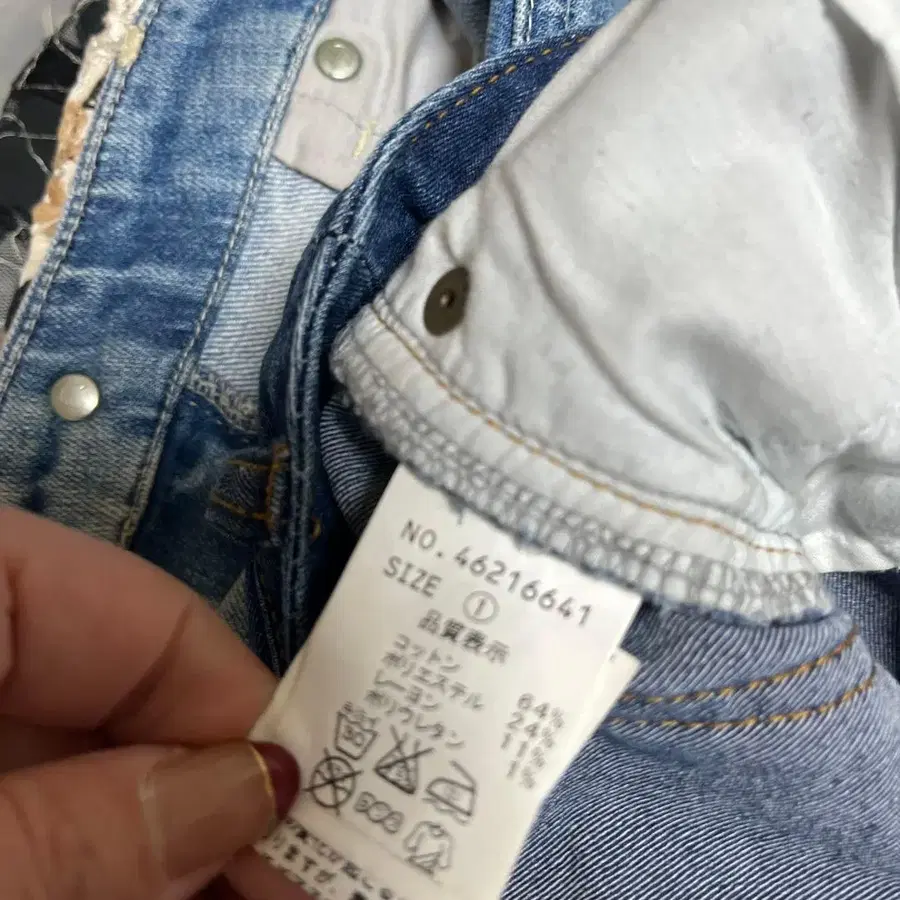 NO. 46216641
SIZE ①
品質表示
コットン 64%
ポリエステル 24%
レーヨン 11%
ポリウレタン 1%